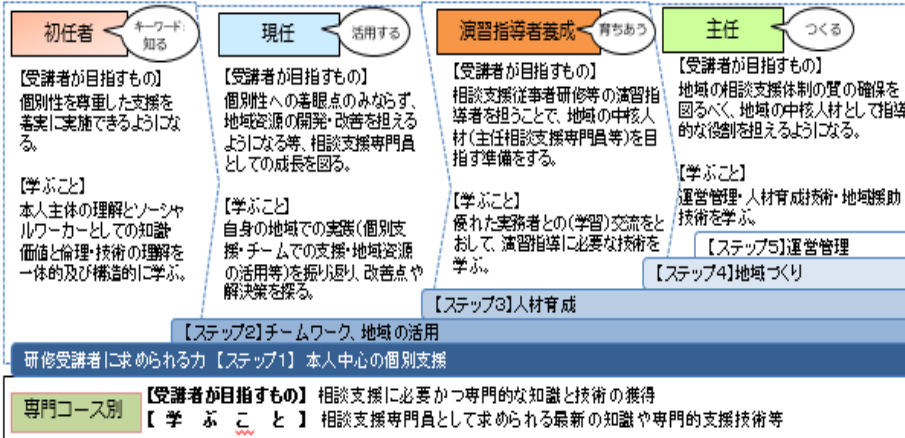 初任者
キーワード:
知る
【受講者が目指すもの】
個別性を尊重した支援を
着実に実施できるようにな
る。
【学ぶこと】
本人主体の理解とソーシャ
ルワーカーとしての知識・
価値と倫理・技術の理解を
一体的及び構造的に学ぶ。
現任
活用する
【受講者が目指すもの】
個別性への着眼点のみならず、
地域資源の開発・改善を担える
ようになる等、相談支援専門員
としての成長を図る。
【学ぶこと】
自身の地域での実践(個別支
援・チームでの支援・地域資源
の活用等)を振り返り、改善点や
解決策を探る。
演習指導者養成
育ちあう
【受講者が目指すもの】
相談支援従事者研修等の演習指
導者を担うことで、地域の中核人
材(主任相談支援専門員等)を目
指す準備をする。
【学ぶこと】
優れた実務者との(学習)交流をと
おして、演習指導に必要な技術を
学ぶ。
主任
つくる
【受講者が目指すもの】
地域の相談支援体制の質の確保を
図るべく、地域の中核人材として指導
的な役割を担えるようになる。
【学ぶこと】
運営管理・人材育成技術・地域援助
技術を学ぶ。
【ステップ5】運営管理
【ステップ4】地域づくり
【ステップ3】人材育成
【ステップ2】チームワーク、地域の活用
研修受講者に求められる力 【ステップ1】 本人中心の個別支援
専門コース別
【受講者が目指すもの】 相談支援に必要かつ専門的な知識と技術の獲得
【 学 ぶ こ と 】 相談支援専門員として求められる最新の知識や専門的支援技術等